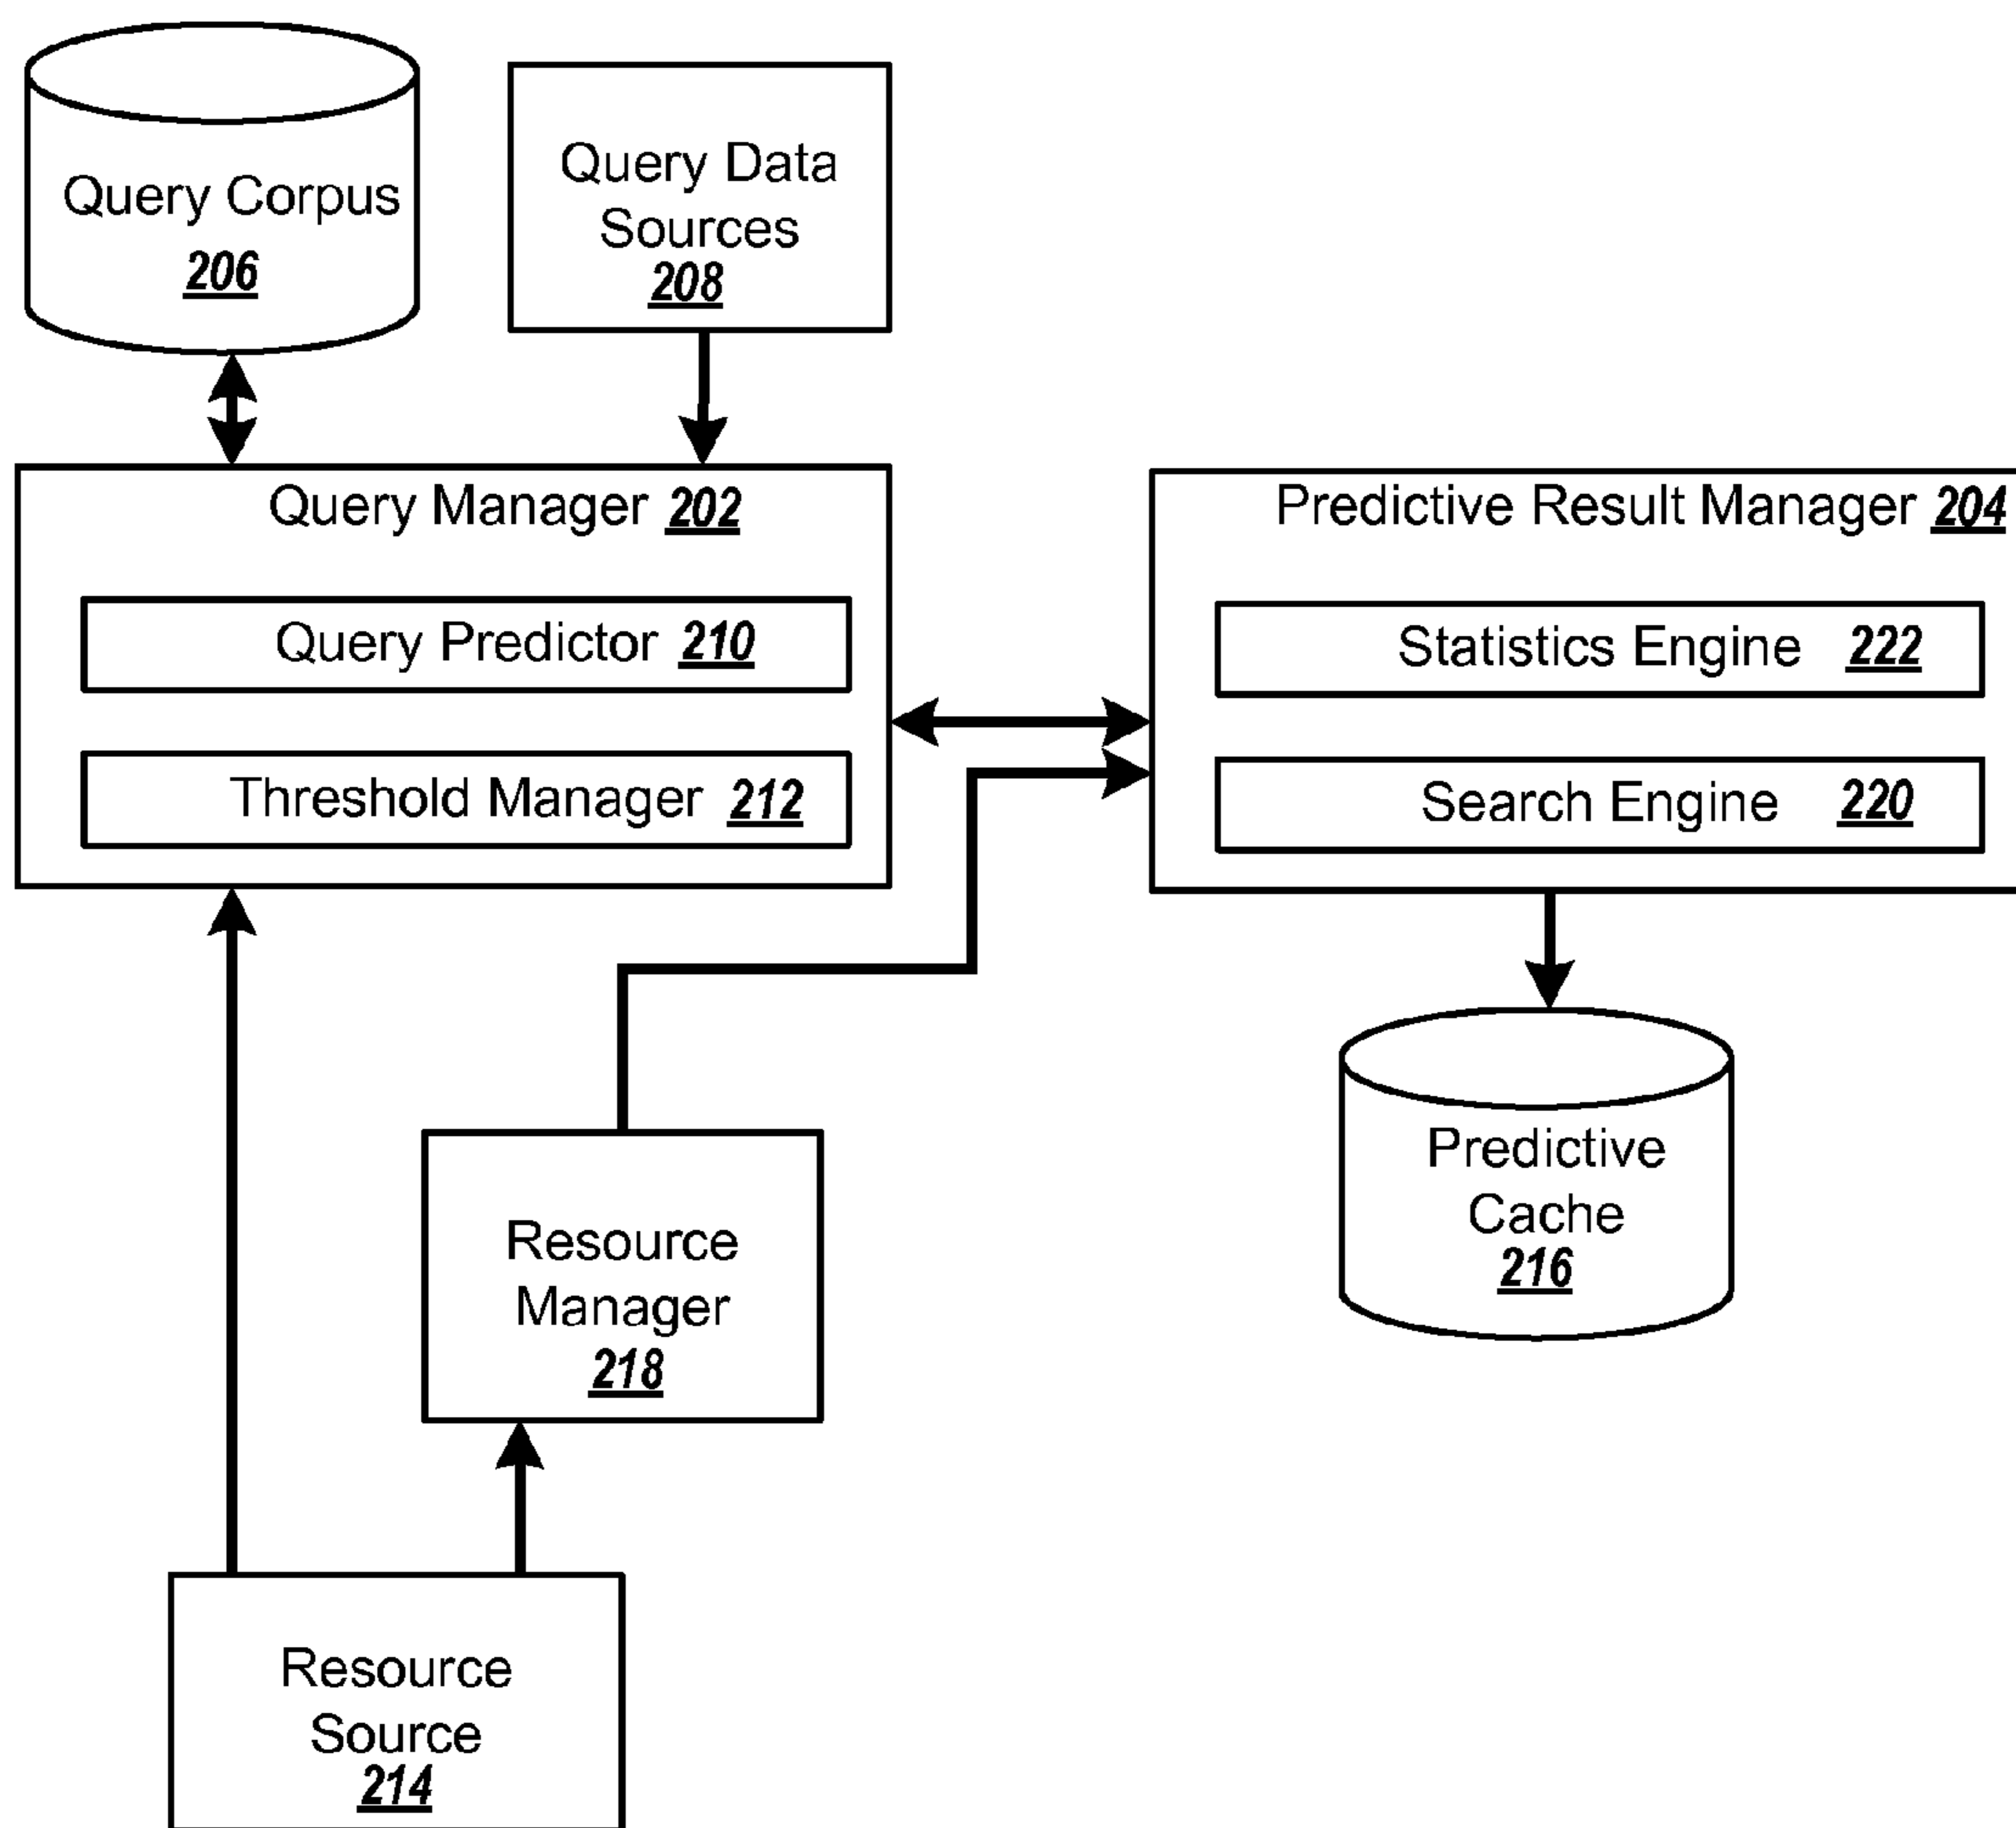 Query Corpus
206
Query Data
Sources
208
Query Manager 202
Query Predictor 210
Threshold Manager 212
Predictive Result Manager 204
Statistics Engine 222
Search Engine 220
Resource
Manager
218
Predictive
Cache
216
Resource
Source
214